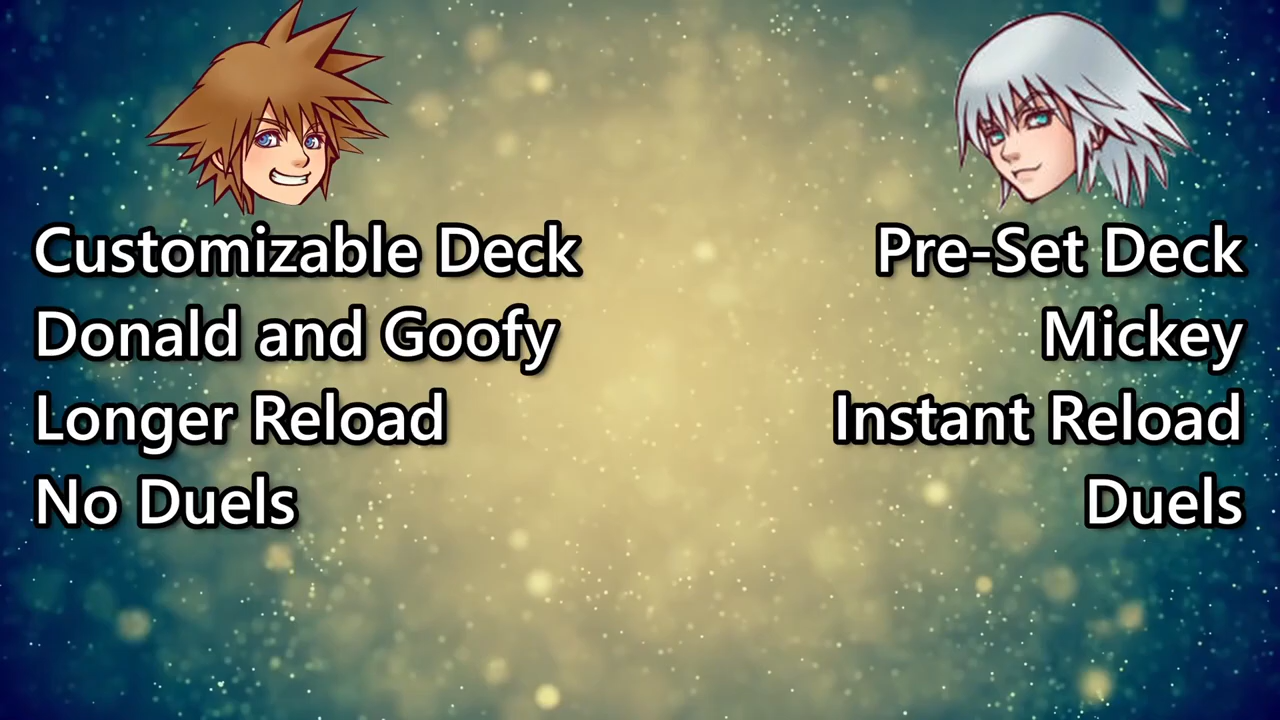 Customizable Deck
Donald and Goofy
Longer Reload
No Duels
Pre-Set Deck
Mickey
Instant Reload
Duels